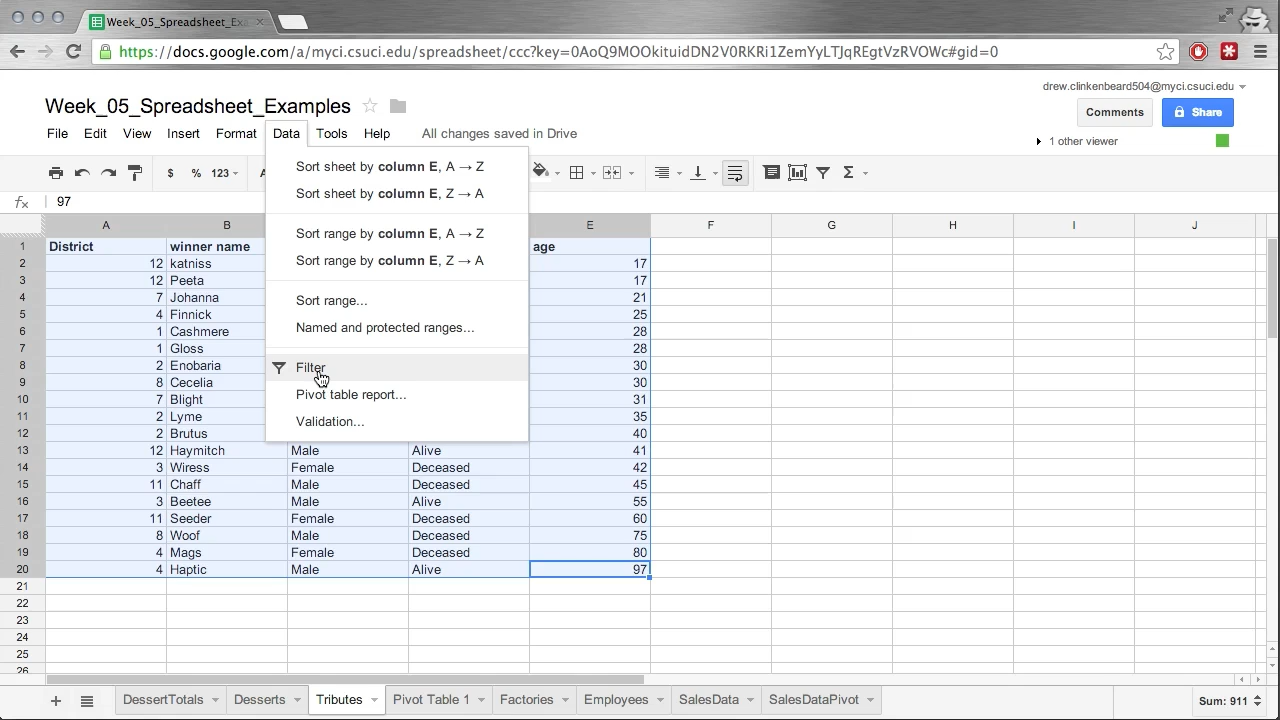 Week_05_Spreadsheet_Exa
https://docs.google.com/a/myci.csuci.edu/spreadsheet/ccc?key=0AoQ9MOOkituidDN2V0RKRi1ZemYyLTJqREgtVzRVOWc#gid=0
drew.clinkenbeard504@myci.csuci.edu
Week_05_Spreadsheet_Examples
Comments
Share
File Edit View Insert Format Data Tools Help All changes saved in Drive
1 other viewer
$ % 123
Sort sheet by column E, A → Z
Sort sheet by column E, Z → A
Sort range by column E, A → Z
Sort range by column E, Z → A
Sort range...
Named and protected ranges...
Filter
Pivot table report...
Validation...
fx 97
A B E F G H I J
1 District winner name age
2 12 katniss 17
3 12 Peeta 17
4 7 Johanna 21
5 4 Finnick 25
6 1 Cashmere 28
7 1 Gloss 28
8 2 Enobaria 30
9 8 Cecelia 30
10 7 Blight 31
11 2 Lyme 35
12 2 Brutus 40
13 12 Haymitch Male Alive 41
14 3 Wiress Female Deceased 42
15 11 Chaff Male Deceased 45
16 3 Beetee Male Alive 55
17 11 Seeder Female Deceased 60
18 8 Woof Male Deceased 75
19 4 Mags Female Deceased 80
20 4 Haptic Male Alive 97
21
22
23
24
25
26
DessertTotals Desserts Tributes Pivot Table 1 Factories Employees SalesData SalesDataPivot Sum: 911